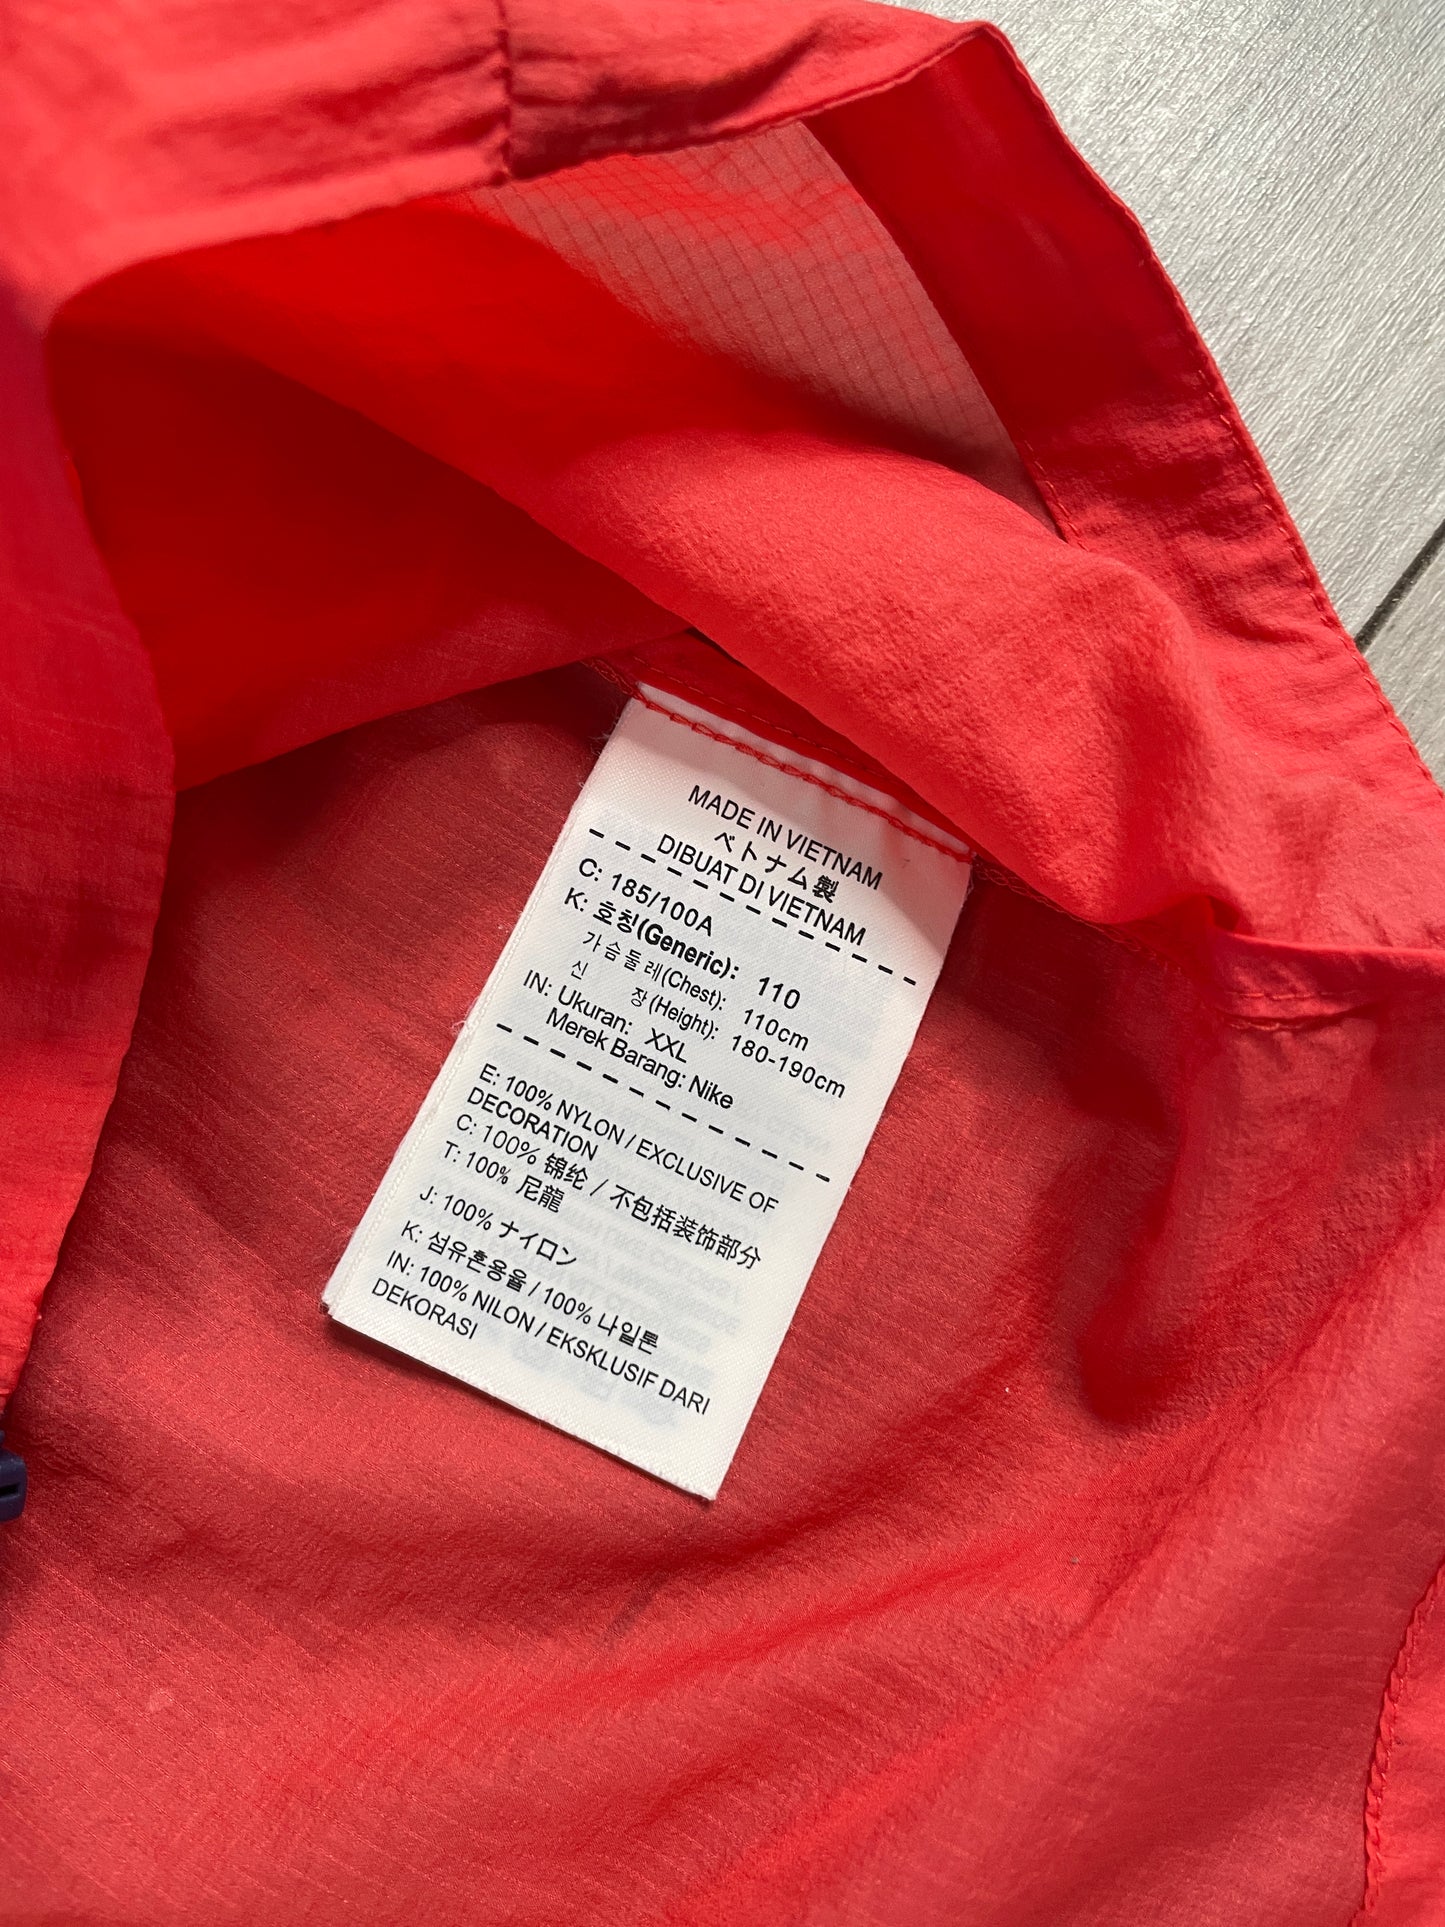 MADE IN VIETNAM
ベトナム製
DIBUAT DI VIETNAM
C: 185/100A
K: 호칭(Generic): 110
가슴둘레(Chest): 110cm
신 장(Height): 180-190cm
IN: Ukuran: XXL
Merek Barang: Nike
E: 100% NYLON / EXCLUSIVE OF
DECORATION
C: 100% 锦纶 / 不包括装饰部分
T: 100% 尼龍
J: 100% ナイロン
K: 섬유혼용율 / 100% 나일론
IN: 100% NILON / EKSKLUSIF DARI
DEKORASI